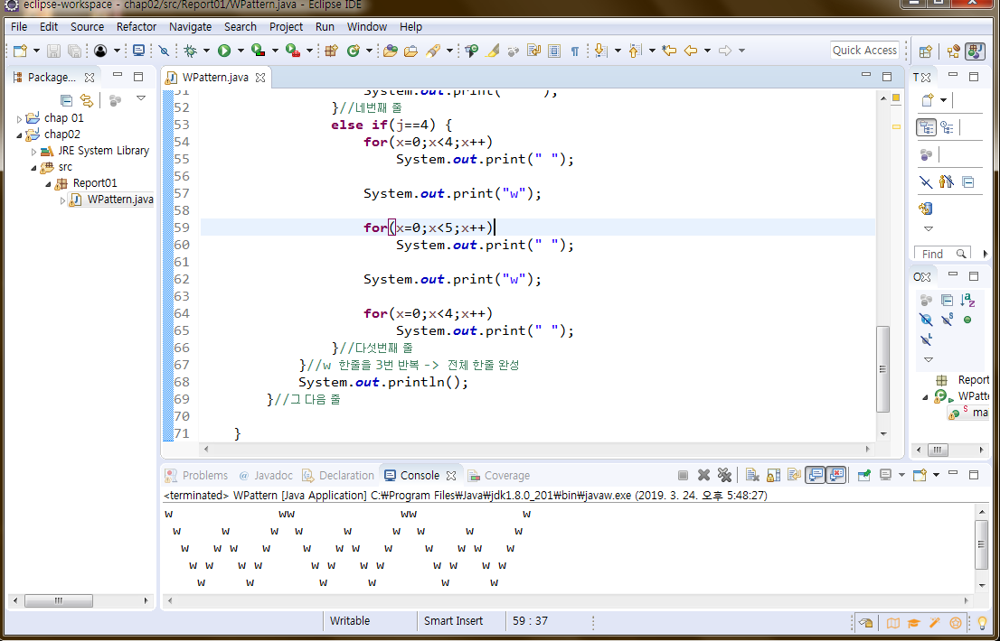 eclipse-workspace - chap02/src/Report01/WPattern.java - Eclipse IDE
File Edit Source Refactor Navigate Search Project Run Window Help
Quick Access
Package...
WPattern.java
chap 01
chap02
JRE System Library
src
Report01
WPattern.java
51 System.out.print(" ");
52 }//네번째 줄
53 else if(j==4) {
54 for(x=0;x<4;x++)
55 System.out.print(" ");
56
57 System.out.print("w");
58
59 for(x=0;x<5;x++)
60 System.out.print(" ");
61
62 System.out.print("w");
63
64 for(x=0;x<4;x++)
65 System.out.print(" ");
66 }//다섯번째 줄
67 }//w 한줄을 3번 반복 -> 전체 한줄 완성
68 System.out.println();
69 }//그 다음 줄
70
71 }
T
Find
O
Report
WPatte
S ma
Problems @ Javadoc Declaration Console Coverage
<terminated> WPattern [Java Application] C:₩Program Files₩Java₩jdk1.8.0_201₩bin₩javaw.exe (2019. 3. 24. 오후 5:48:27)
w             ww             ww             w
 w     w     w  w     w     w  w     w     w
  w   w w   w    w   w w   w    w   w w   w
   w w   w w      w w   w w      w w   w w
    w     w        w     w        w     w
Writable Smart Insert 59 : 37